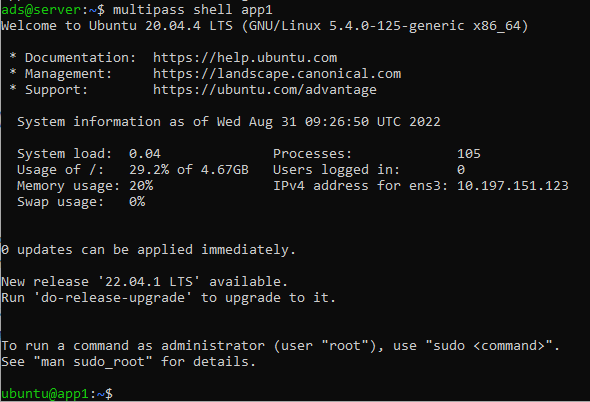 ads@server:~$ multipass shell app1
Welcome to Ubuntu 20.04.4 LTS (GNU/Linux 5.4.0-125-generic x86_64)
* Documentation:  https://help.ubuntu.com
* Management:     https://landscape.canonical.com
* Support:        https://ubuntu.com/advantage
System information as of Wed Aug 31 09:26:50 UTC 2022
System load:  0.04              Processes:             105
Usage of /:   29.2% of 4.67GB   Users logged in:       0
Memory usage: 20%               IPv4 address for ens3: 10.197.151.123
Swap usage:   0%
0 updates can be applied immediately.
New release '22.04.1 LTS' available.
Run 'do-release-upgrade' to upgrade to it.
To run a command as administrator (user "root"), use "sudo <command>".
See "man sudo_root" for details.
ubuntu@app1:~$